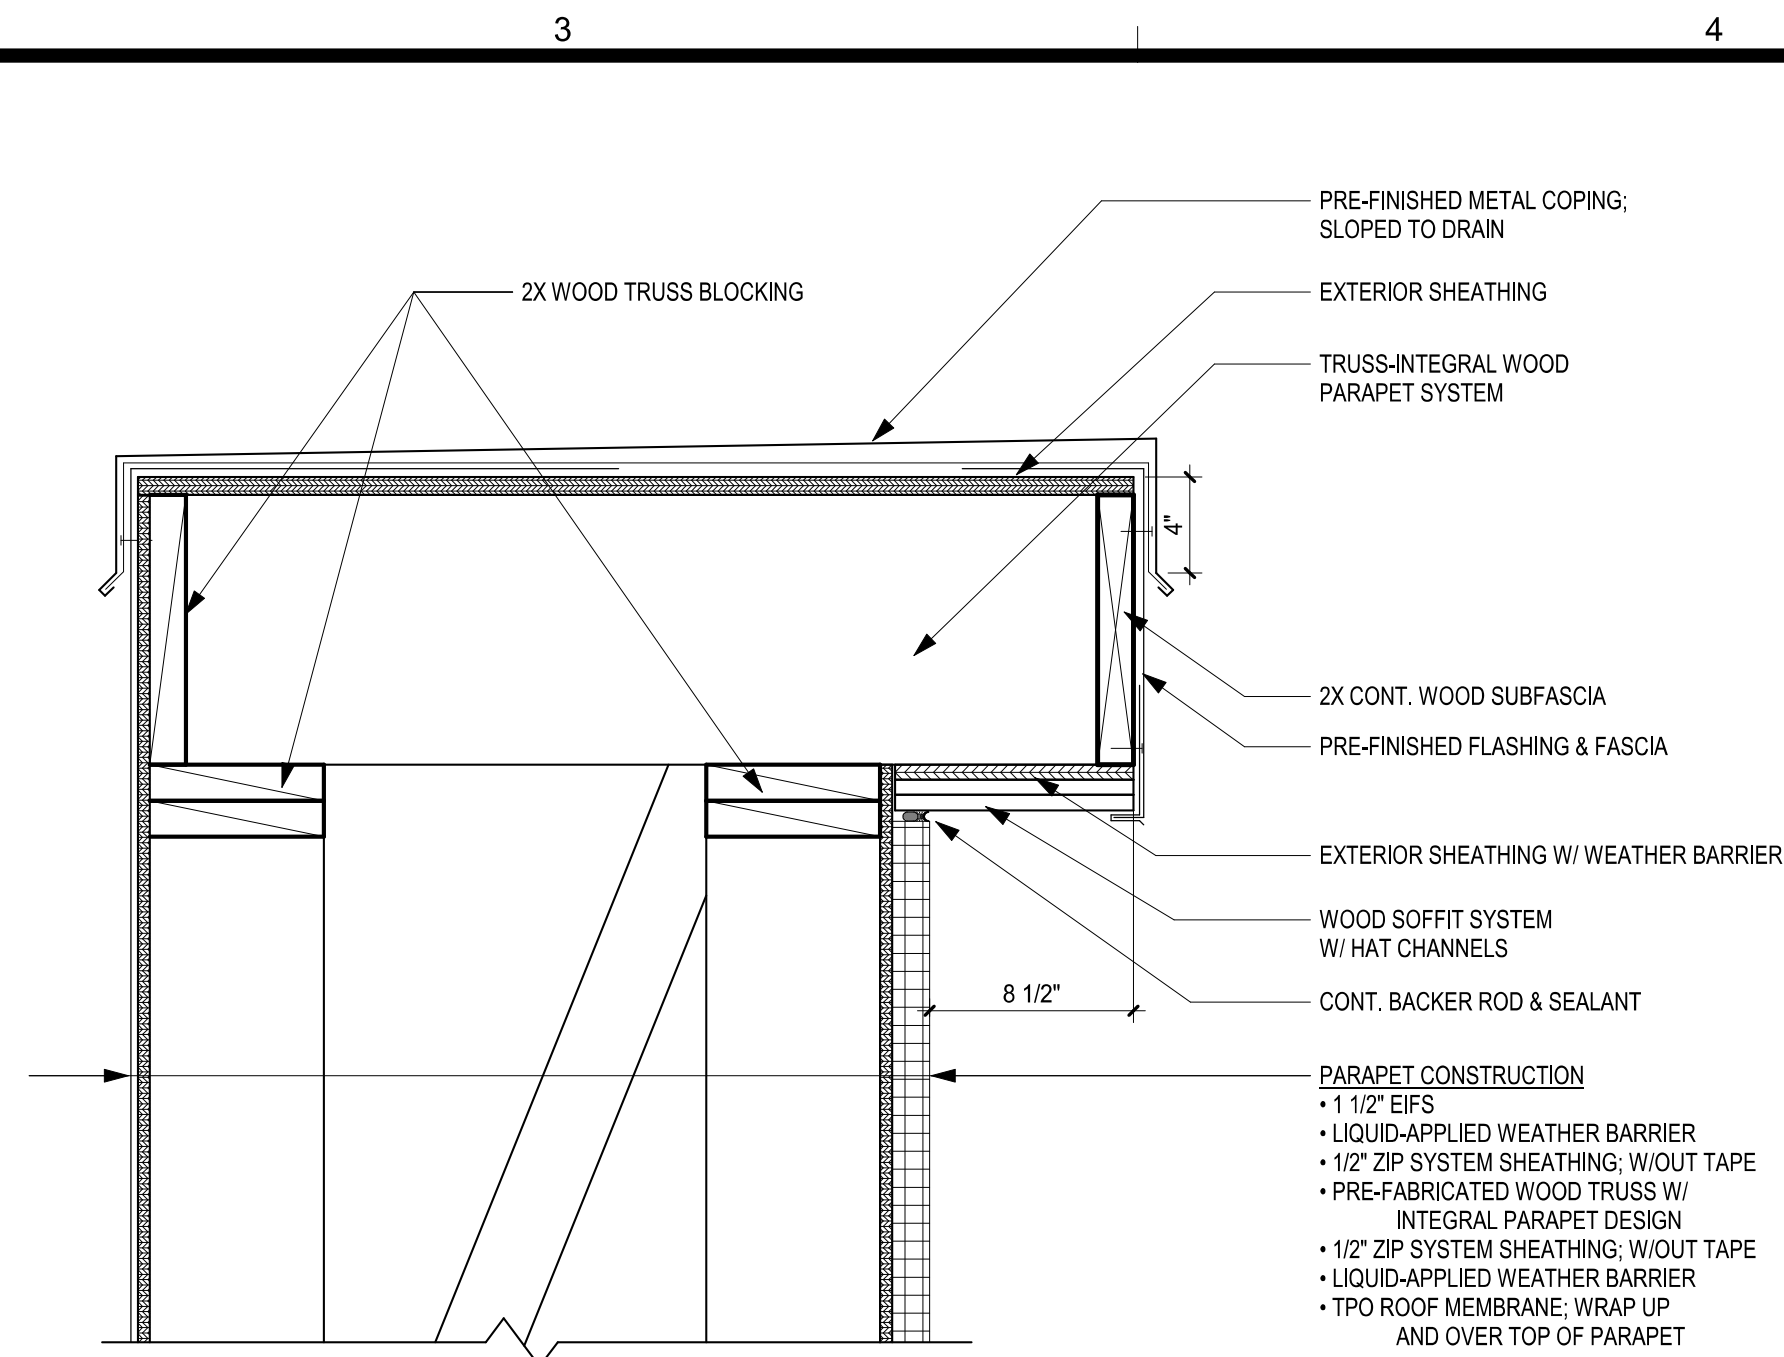 3
4
PRE-FINISHED METAL COPING;
SLOPED TO DRAIN
2X WOOD TRUSS BLOCKING
EXTERIOR SHEATHING
TRUSS-INTEGRAL WOOD
PARAPET SYSTEM
4"
2X CONT. WOOD SUBFASCIA
PRE-FINISHED FLASHING & FASCIA
EXTERIOR SHEATHING W/ WEATHER BARRIER
WOOD SOFFIT SYSTEM
W/ HAT CHANNELS
8 1/2"
CONT. BACKER ROD & SEALANT
PARAPET CONSTRUCTION
• 1 1/2" EIFS
• LIQUID-APPLIED WEATHER BARRIER
• 1/2" ZIP SYSTEM SHEATHING; W/OUT TAPE
• PRE-FABRICATED WOOD TRUSS W/
INTEGRAL PARAPET DESIGN
• 1/2" ZIP SYSTEM SHEATHING; W/OUT TAPE
• LIQUID-APPLIED WEATHER BARRIER
• TPO ROOF MEMBRANE; WRAP UP
AND OVER TOP OF PARAPET